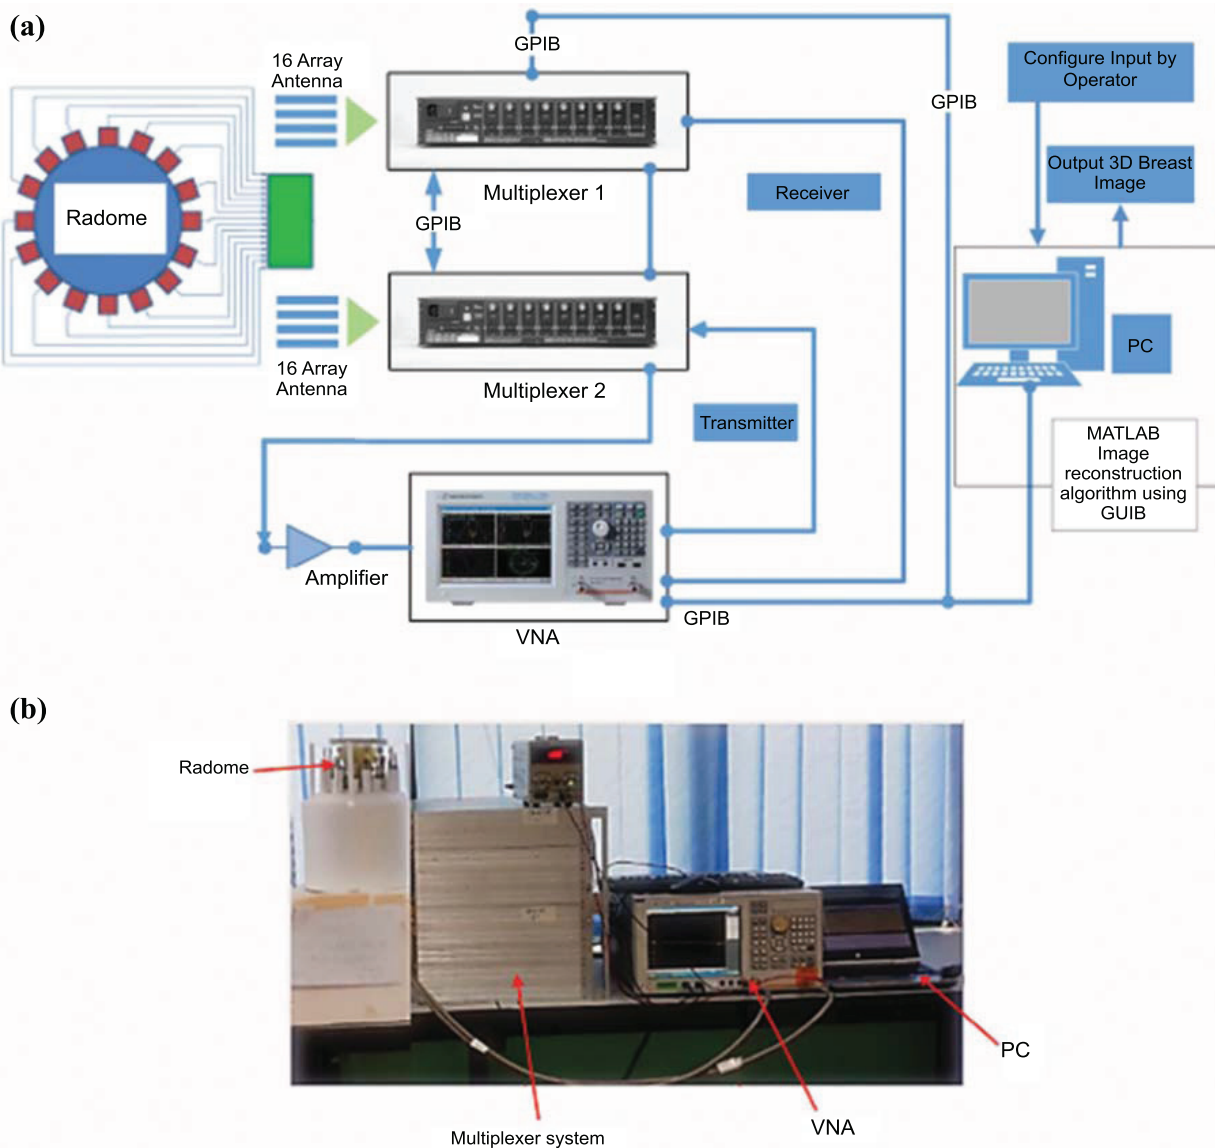 (a)
GPIB
16 Array
Antenna
Configure Input by
Operator
GPIB
Output 3D Breast
Image
Radome
Multiplexer 1
Receiver
GPIB
PC
16 Array
Antenna
Multiplexer 2
Transmitter
MATLAB
Image
reconstruction
algorithm using
GUIB
Amplifier
GPIB
VNA
(b)
Radome
PC
VNA
Multiplexer system